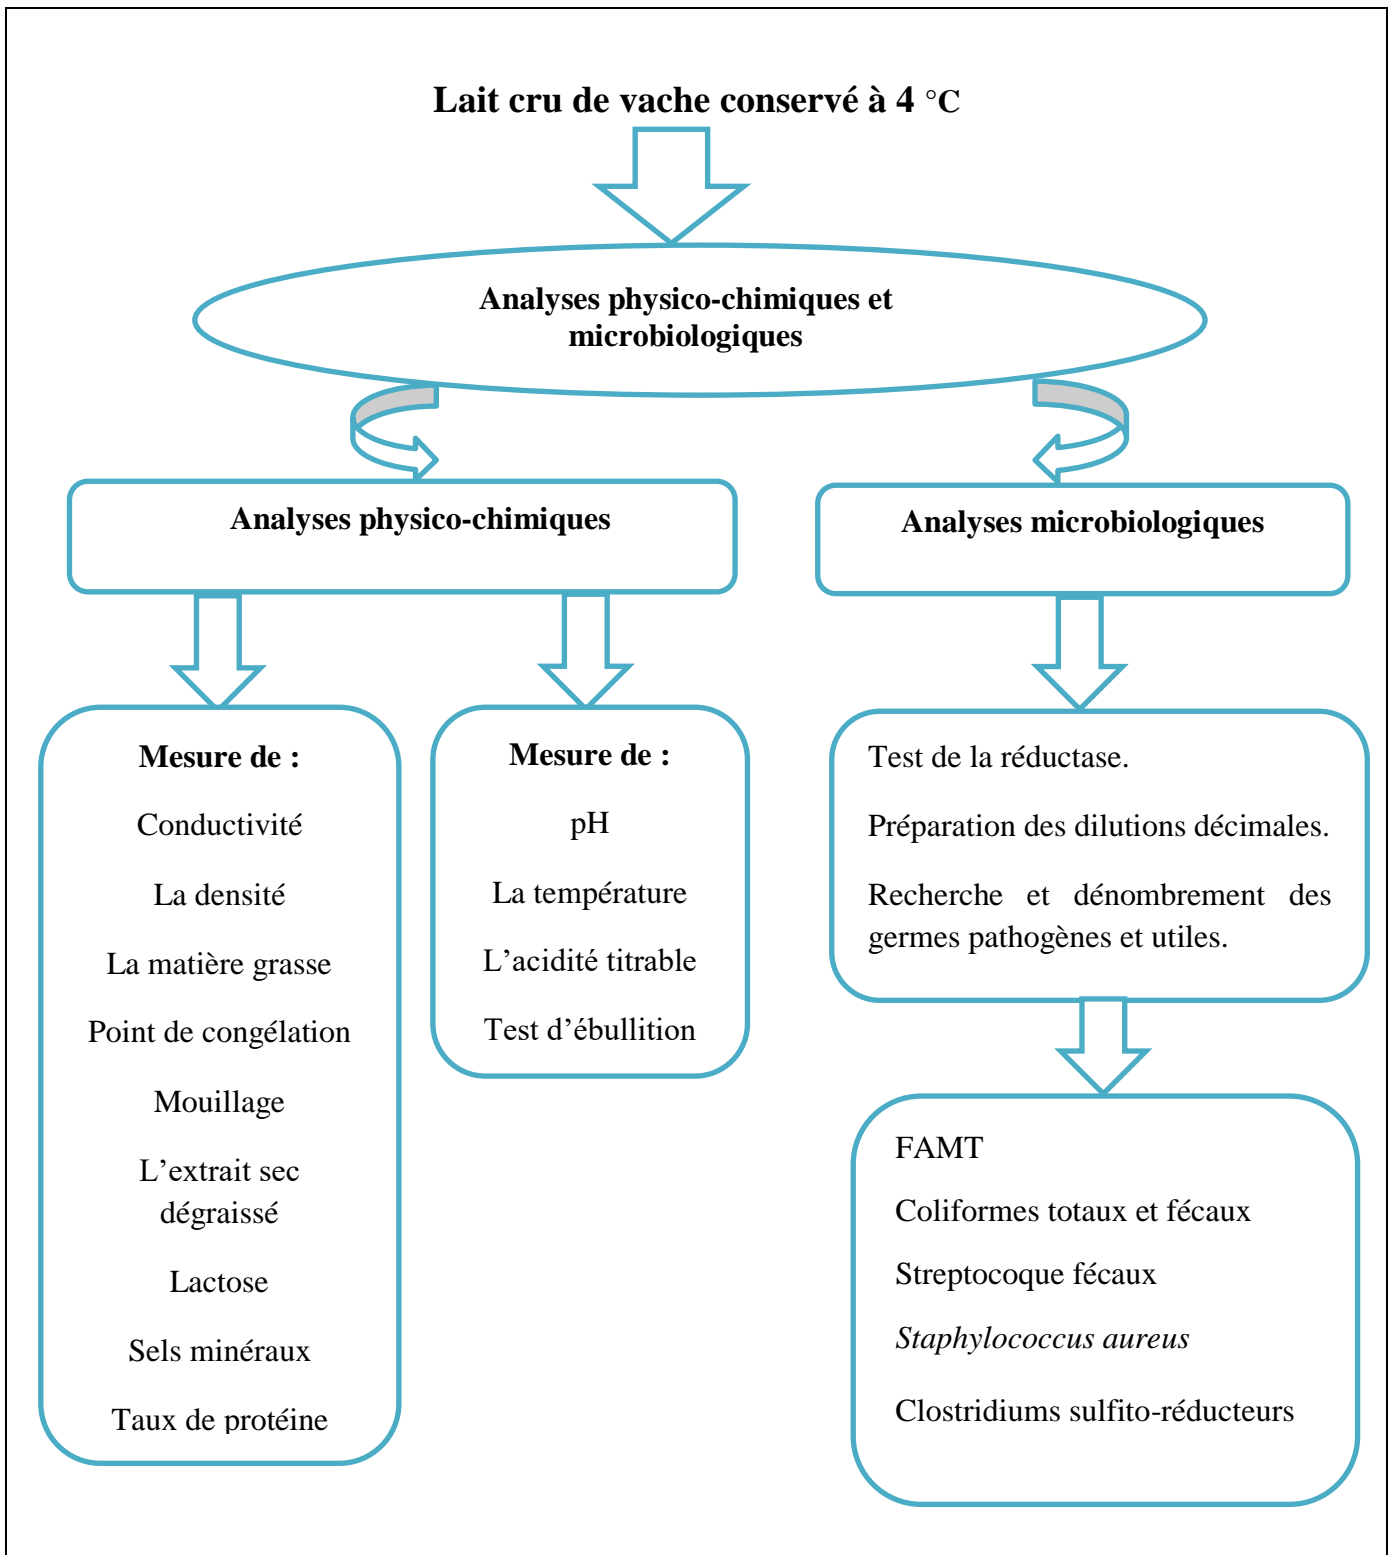 Lait cru de vache conservé à 4 °C
Analyses physico-chimiques et
microbiologiques
Analyses physico-chimiques
Analyses microbiologiques
Mesure de :
Conductivité
La densité
La matière grasse
Point de congélation
Mouillage
L’extrait sec
dégraissé
Lactose
Sels minéraux
Taux de protéine
Mesure de :
pH
La température
L’acidité titrable
Test d’ébullition
Test de la réductase.
Préparation des dilutions décimales.
Recherche et dénombrement des
germes pathogènes et utiles.
FAMT
Coliformes totaux et fécaux
Streptocoque fécaux
Staphylococcus aureus
Clostridiums sulfito-réducteurs